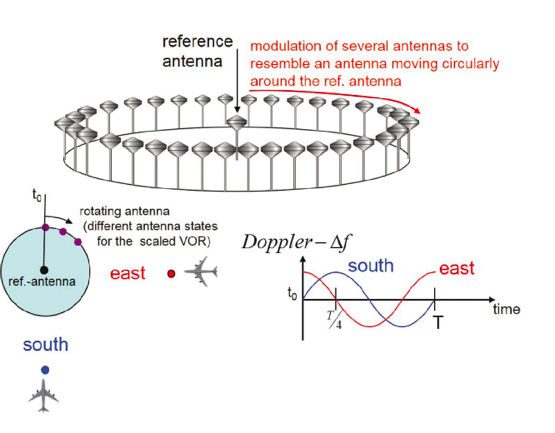 reference
antenna
modulation of several antennas to
resemble an antenna moving circularly
around the ref. antenna
t0
rotating antenna
(different antenna states
for the scaled VOR)
ref.-antenna
east
south
Doppler – Δf
south
east
t0
T/4
T
time